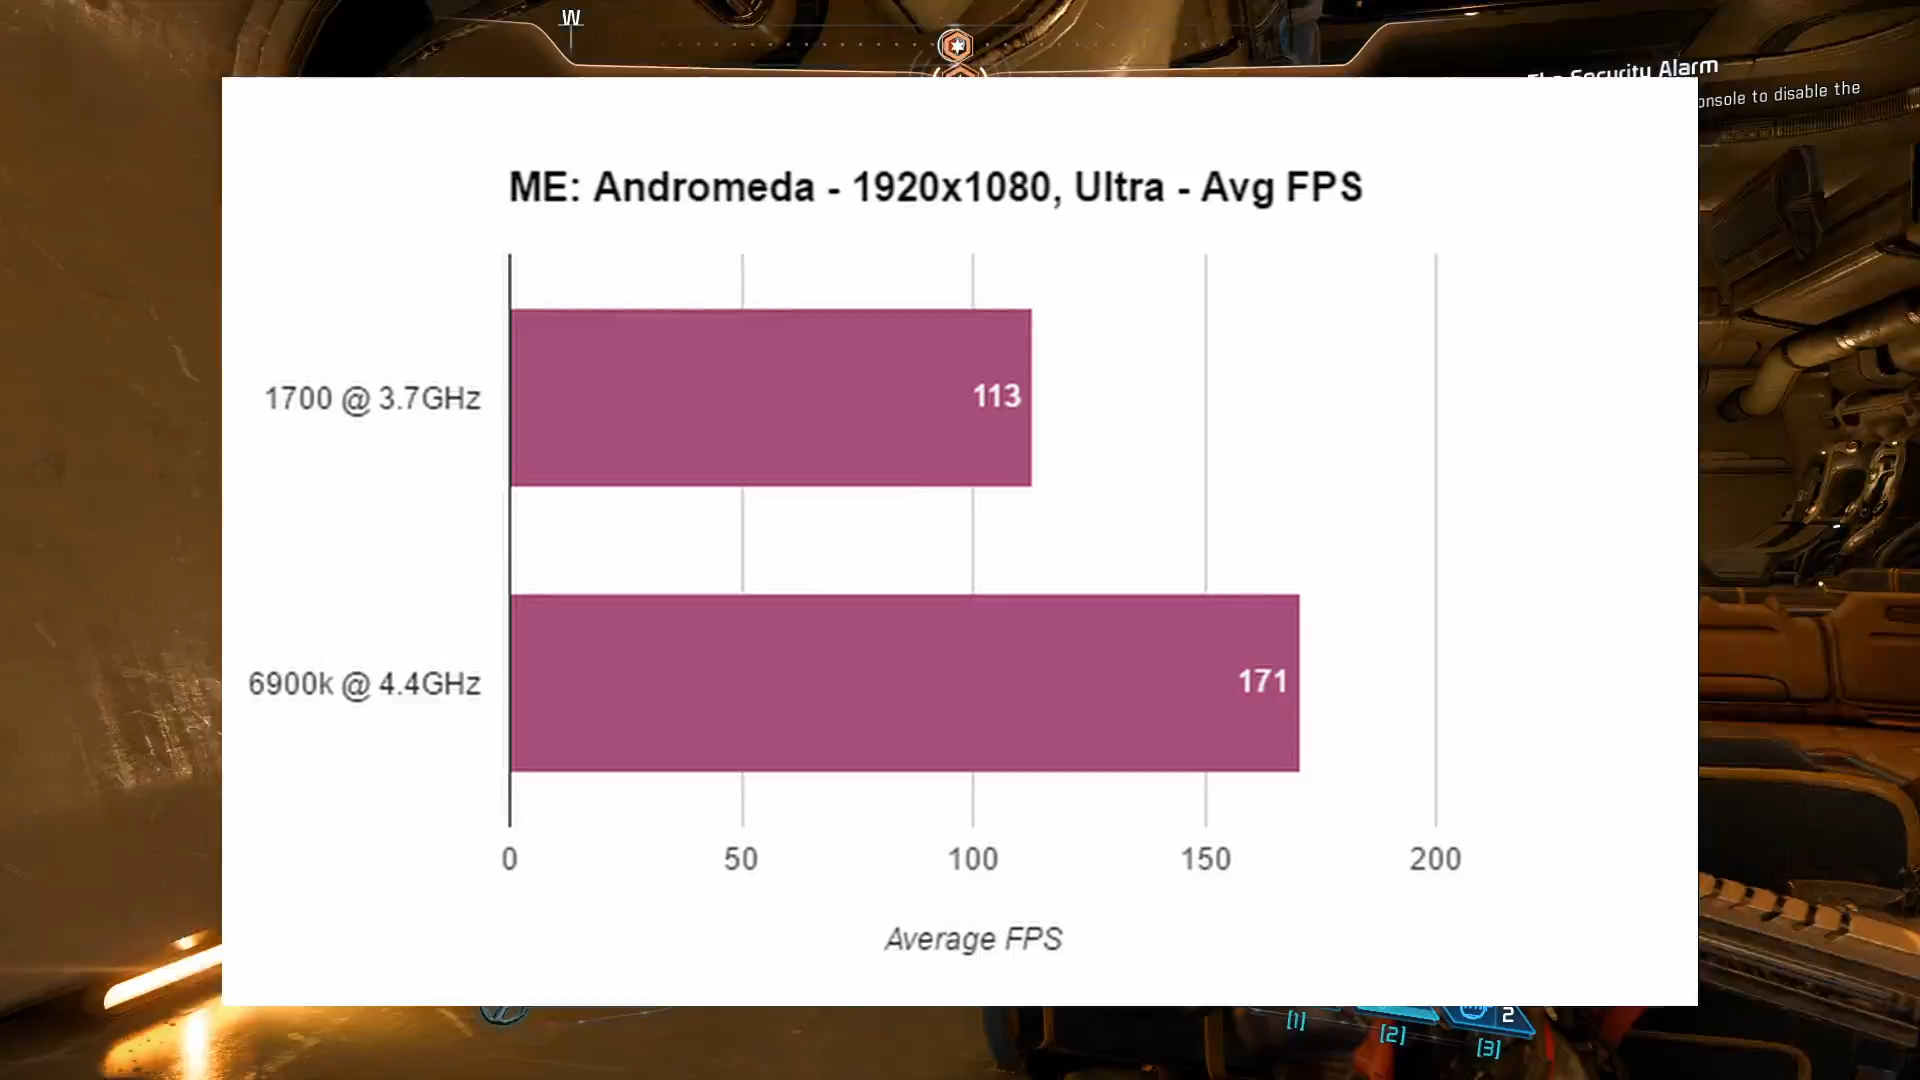 W
The Security Alarm
onsole to disable the
ME: Andromeda - 1920x1080, Ultra - Avg FPS
1700 @ 3.7GHz
113
6900k @ 4.4GHz
171
0 50 100 150 200
Average FPS
2
[1] [2] [3]